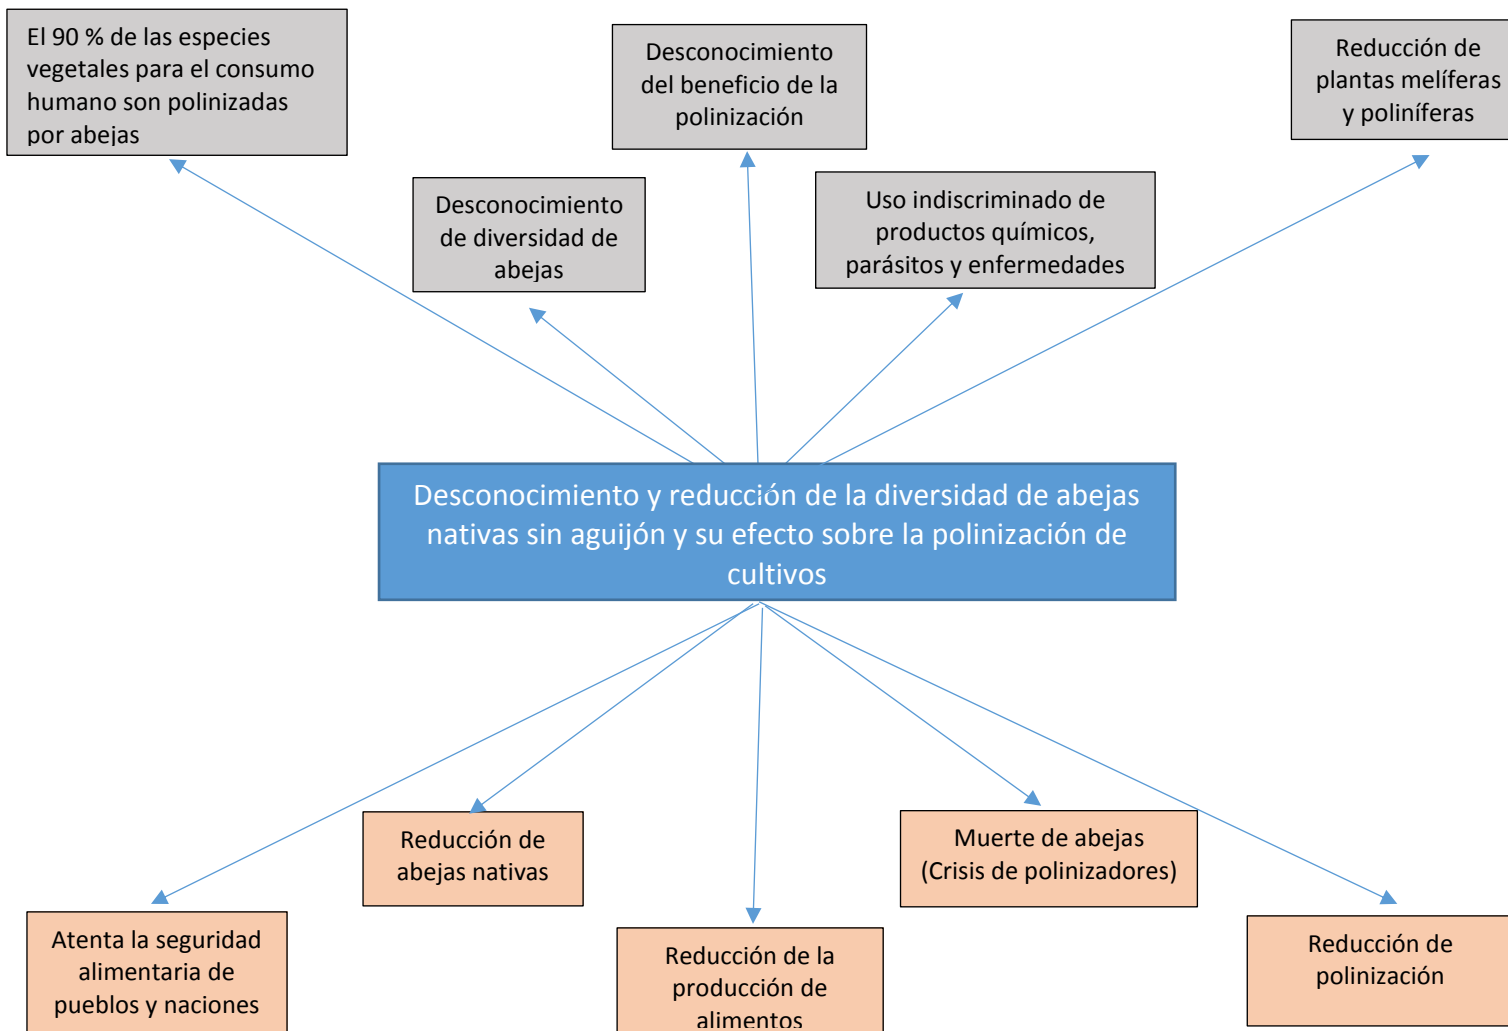 El 90 % de las especies
vegetales para el consumo
humano son polinizadas
por abejas
Desconocimiento
del beneficio de la
polinización
Reducción de
plantas melíferas
y poliníferas
Desconocimiento
de diversidad de
abejas
Uso indiscriminado de
productos químicos,
parásitos y enfermedades
Desconocimiento y reducción de la diversidad de abejas
nativas sin aguijón y su efecto sobre la polinización de
cultivos
Reducción de
abejas nativas
Muerte de abejas
(Crisis de polinizadores)
Atenta la seguridad
alimentaria de
pueblos y naciones
Reducción de la
producción de
alimentos
Reducción de
polinización